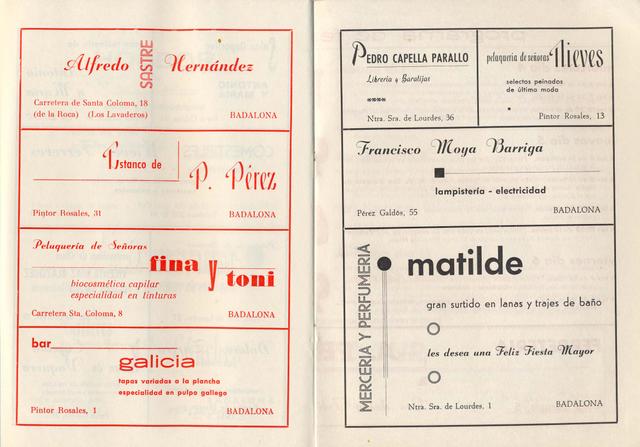 Alfredo SASTRE Hernández
Carretera de Santa Coloma, 18
(de la Roca) (Los Lavaderos) BADALONA
Estanco de
P. Pérez
Pintor Rosales, 31 BADALONA
Peluquería de Señoras
fina y toni
biocosmética capilar
especialidad en tinturas
Carretera Sta. Coloma, 8 BADALONA
bar
galicia
tapas variadas a la plancha
especialidad en pulpo gallego
Pintor Rosales, 1 BADALONA
PEDRO CAPELLA PARALLO
Librería y Baratijas
Ntra. Sra. de Lourdes, 36
peluquería de señoras Nieves
selectos peinados
de última moda
Pintor Rosales, 13
Francisco Moya Barriga
lampistería - electricidad
Pérez Galdós, 55 BADALONA
MERCERIA Y PERFUMERIA
matilde
gran surtido en lanas y trajes de baño
les desea una Feliz Fiesta Mayor
Ntra. Sra. de Lourdes, 1 BADALONA